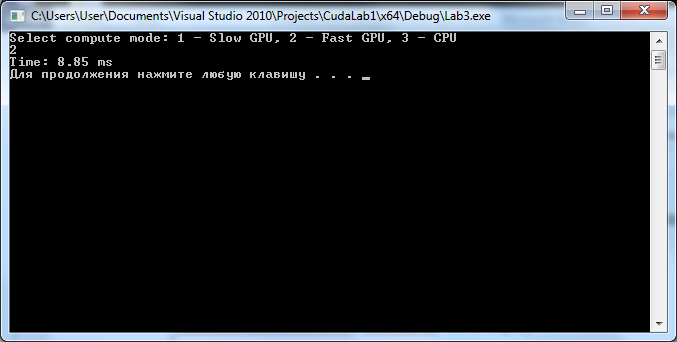 C:\Users\User\Documents\Visual Studio 2010\Projects\CudaLab1\x64\Debug\Lab3.exe
Select compute mode: 1 - Slow GPU, 2 - Fast GPU, 3 - CPU
2
Time: 8.85 ms
Для продолжения нажмите любую клавишу . . . _